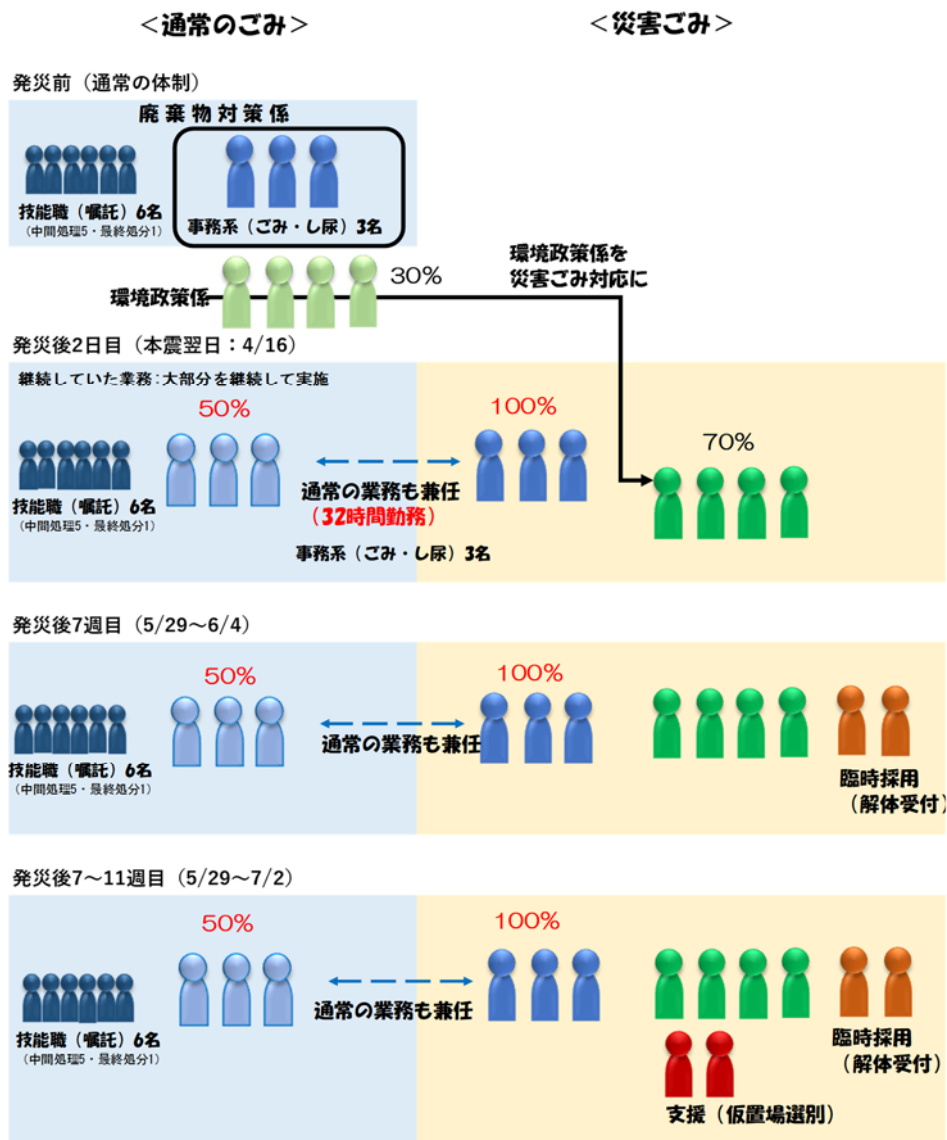 ＜通常のごみ＞
＜災害ごみ＞
発災前（通常の体制）
廃棄物対策係
技能職（嘱託）6名
（中間処理5・最終処分1）
事務系（ごみ・し尿）3名
環境政策係
30%
環境政策係を
災害ごみ対応に
発災後2日目（本震翌日：4/16）
継続していた業務：大部分を継続して実施
50%
100%
70%
技能職（嘱託）6名
（中間処理5・最終処分1）
通常の業務も兼任
（32時間勤務）
事務系（ごみ・し尿）3名
発災後7週目（5/29～6/4）
50%
100%
技能職（嘱託）6名
（中間処理5・最終処分1）
通常の業務も兼任
臨時採用
（解体受付）
発災後7～11週目（5/29～7/2）
50%
100%
技能職（嘱託）6名
（中間処理5・最終処分1）
通常の業務も兼任
臨時採用
（解体受付）
支援（仮置場選別）